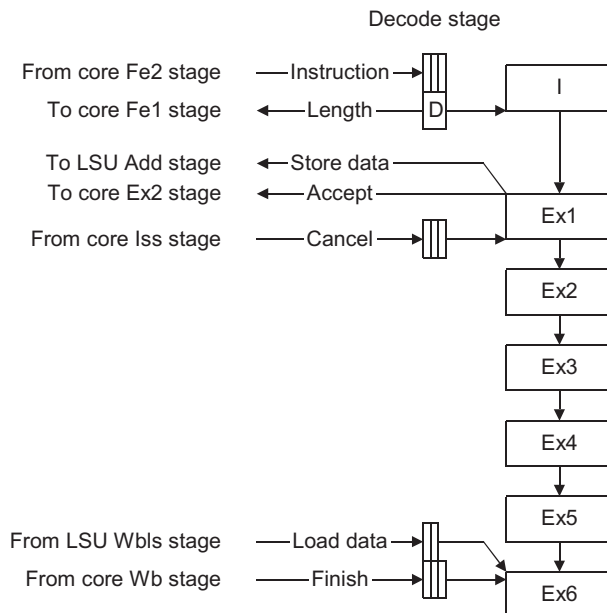 Decode stage
From core Fe2 stage Instruction
I
To core Fe1 stage Length D
To LSU Add stage Store data
To core Ex2 stage Accept
Ex1
From core Iss stage Cancel
Ex2
Ex3
Ex4
Ex5
From LSU Wbls stage Load data
From core Wb stage Finish
Ex6